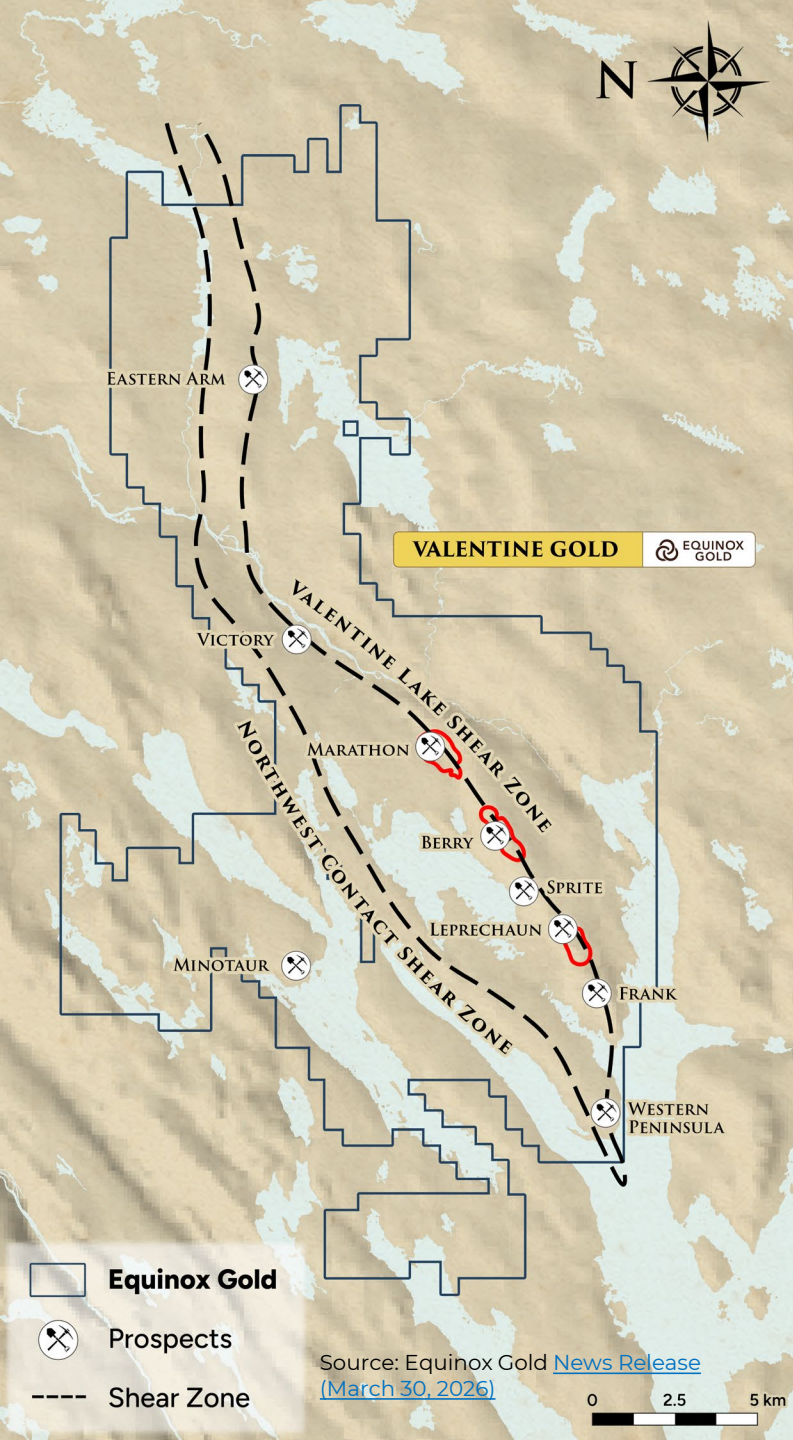 N
EASTERN ARM
VALENTINE GOLD
EQUINOX
GOLD
VALENTINE LAKE SHEAR ZONE
VICTORY
NORTHWEST CONTACT SHEAR ZONE
MARATHON
BERRY
SPRITE
LEPRECHAUN
MINOTAUR
FRANK
WESTERN
PENINSULA
Equinox Gold
Prospects
Shear Zone
Source: Equinox Gold News Release
(March 30, 2026)
0 2.5 5 km